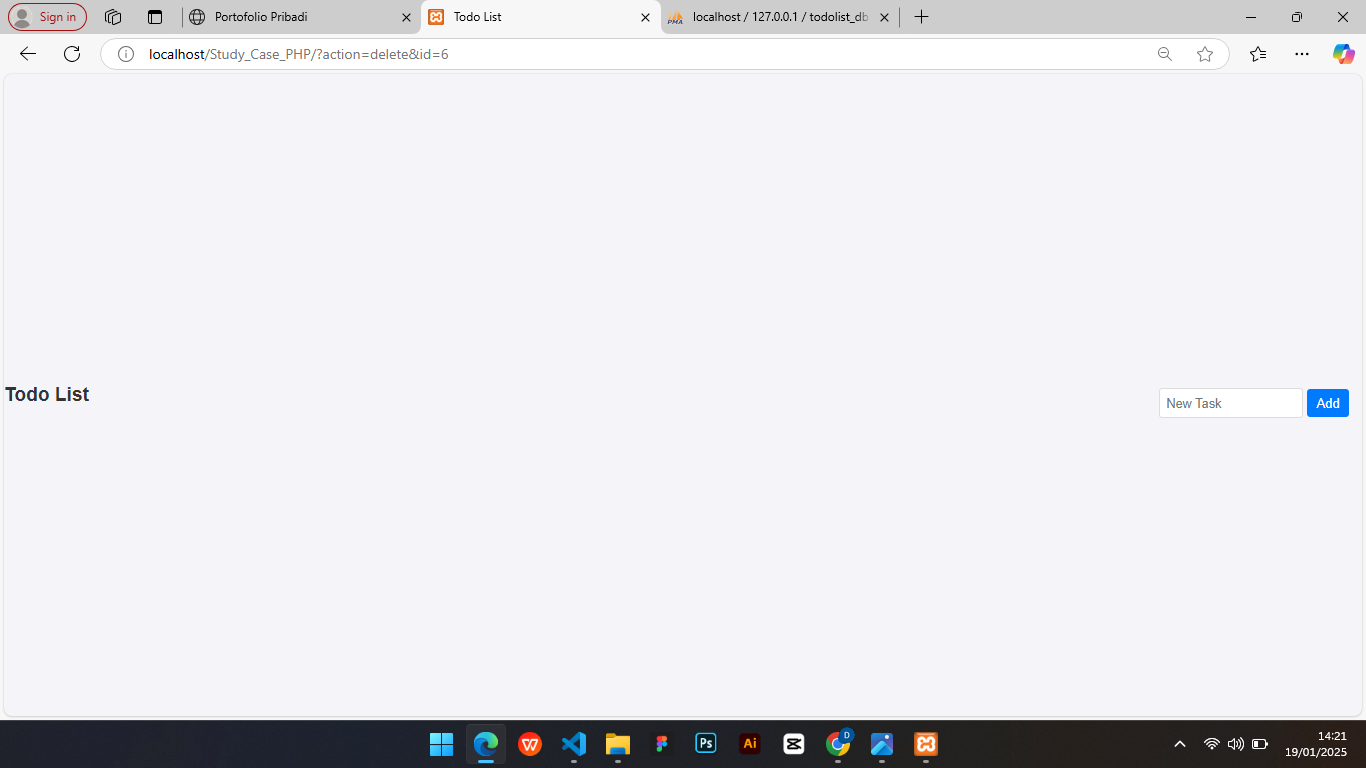 Sign in
Portofolio Pribadi
Todo List
PMA
localhost / 127.0.0.1 / todolist_db
localhost/Study_Case_PHP/?action=delete&id=6
Todo List
New Task
Add
W
Ps
Ai
D
14:21
19/01/2025